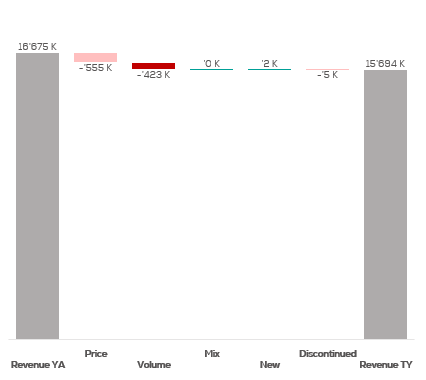 16'675 K
-'555 K
-'423 K
'0 K
'2 K
-'5 K
15'694 K
Revenue YA
Price
Volume
Mix
New
Discontinued
Revenue TY